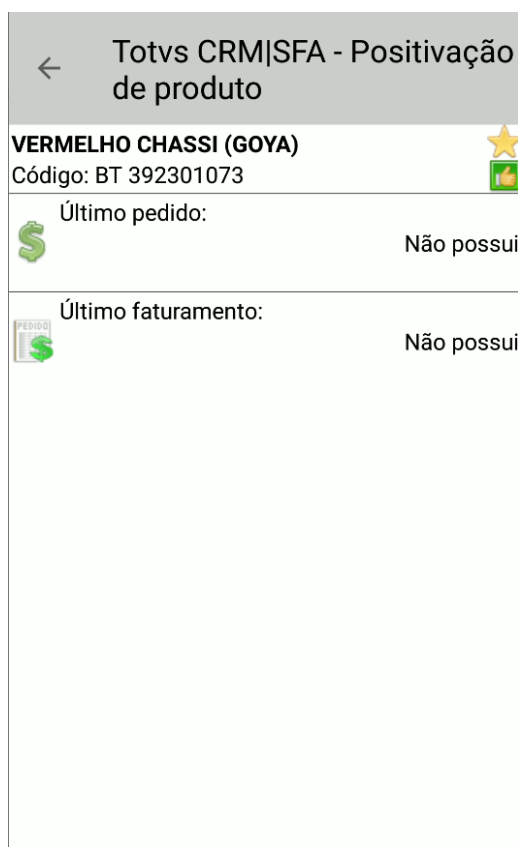 Totvs CRM|SFA - Positivação
de produto
VERMELHO CHASSI (GOYA)
Código: BT 392301073
Último pedido:
Não possui
Último faturamento:
PEDIDO
Não possui